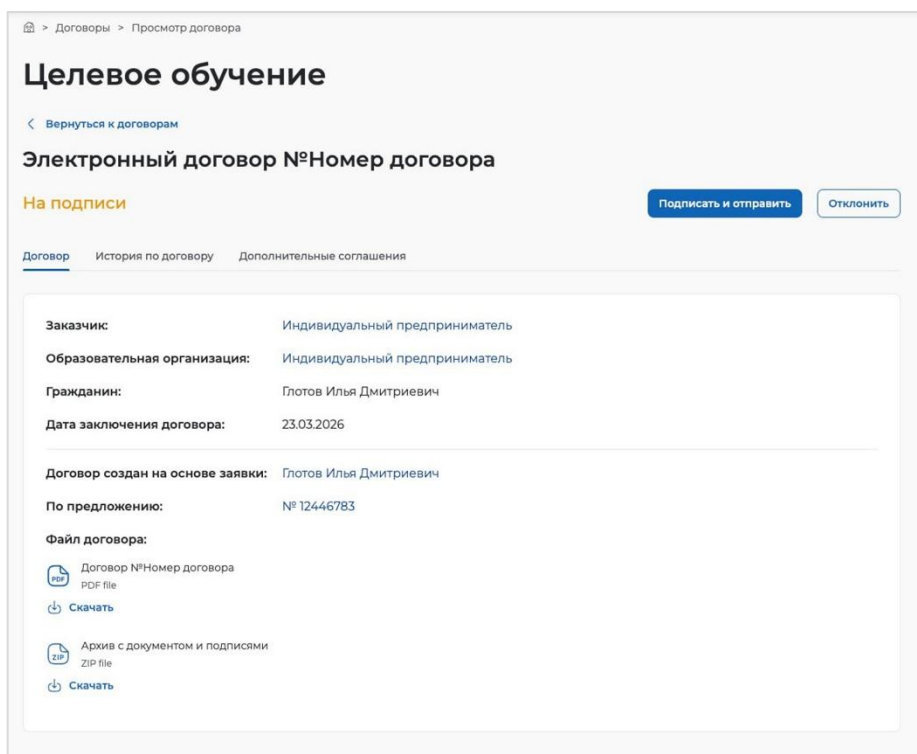 > Договоры > Просмотр договора
Целевое обучение
Вернуться к договорам
Электронный договор №Номер договора
На подписи
Подписать и отправить Отклонить
Договор История по договору Дополнительные соглашения
Заказчик: Индивидуальный предприниматель
Образовательная организация: Индивидуальный предприниматель
Гражданин: Глотов Илья Дмитриевич
Дата заключения договора: 23.03.2026
Договор создан на основе заявки: Глотов Илья Дмитриевич
По предложению: № 12446783
Файл договора:
PDF Договор №Номер договора
PDF file
Скачать
ZIP Архив с документом и подписями
ZIP file
Скачать